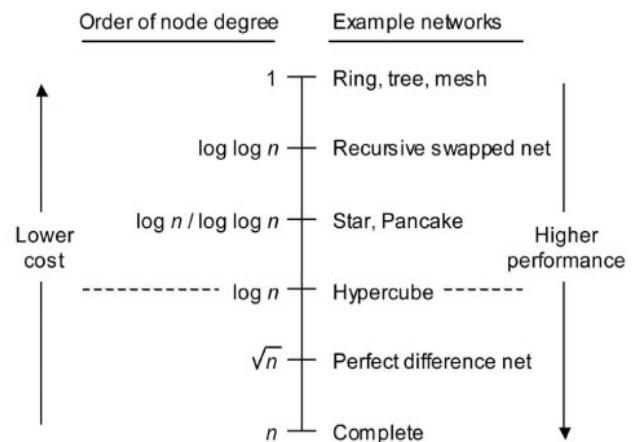 Order of node degree Example networks
1 Ring, tree, mesh
log log n Recursive swapped net
log n / log log n Star, Pancake
Lower
cost
Higher
performance
log n Hypercube
√n Perfect difference net
n Complete